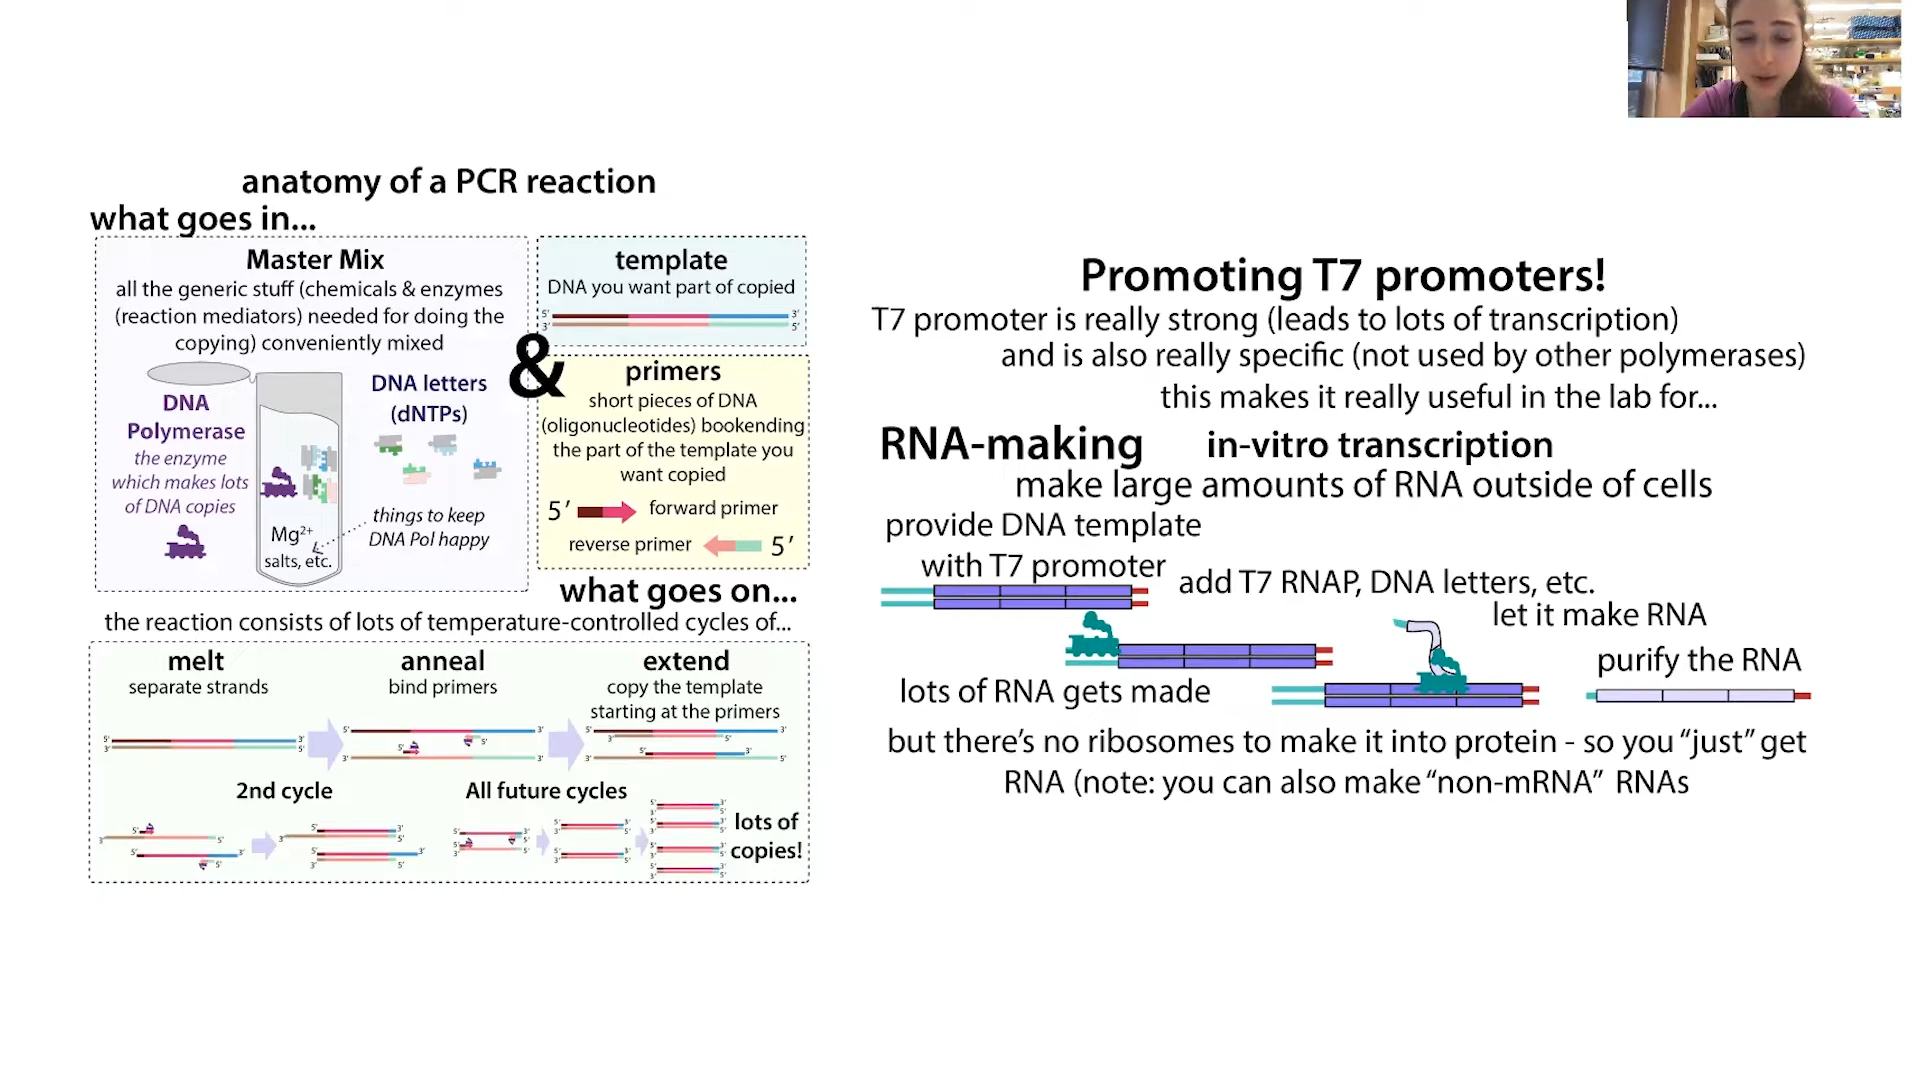 anatomy of a PCR reaction
what goes in...
Master Mix
all the generic stuff (chemicals & enzymes
(reaction mediators) needed for doing the
copying) conveniently mixed
DNA
Polymerase
the enzyme
which makes lots
of DNA copies
DNA letters
(dNTPs)
Mg2+
salts, etc.
things to keep
DNA Pol happy
&
template
DNA you want part of copied
5' 3'
3' 5'
primers
short pieces of DNA
(oligonucleotides) bookending
the part of the template you
want copied
5' forward primer
reverse primer 5'
what goes on...
the reaction consists of lots of temperature-controlled cycles of...
melt
separate strands
anneal
bind primers
extend
copy the template
starting at the primers
2nd cycle
All future cycles
lots of
copies!
Promoting T7 promoters!
T7 promoter is really strong (leads to lots of transcription)
and is also really specific (not used by other polymerases)
this makes it really useful in the lab for...
RNA-making in-vitro transcription
make large amounts of RNA outside of cells
provide DNA template
with T7 promoter
add T7 RNAP, DNA letters, etc.
let it make RNA
purify the RNA
lots of RNA gets made
but there's no ribosomes to make it into protein - so you "just" get
RNA (note: you can also make "non-mRNA" RNAs